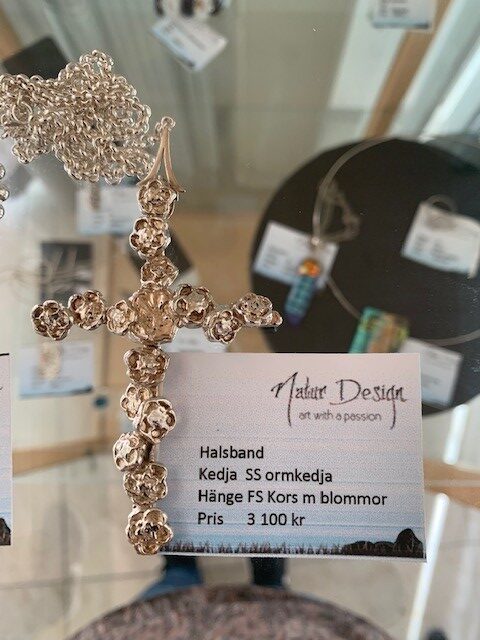 Natur Design
art with a passion
Halsband
Kedja SS ormkedja
Hänge FS Kors m blommor
Pris 3 100 kr